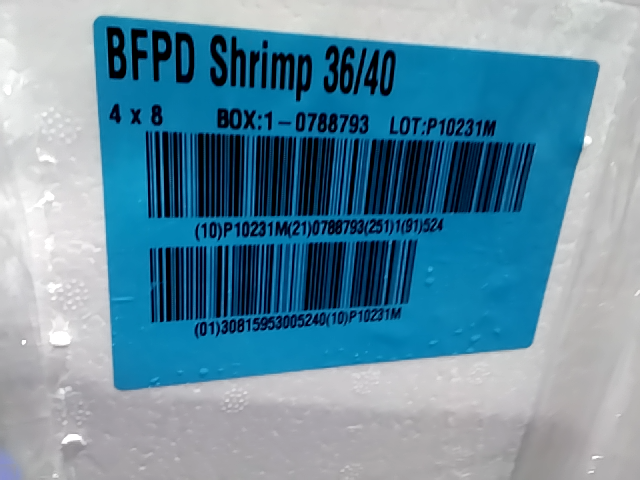 BFPD Shrimp 36/40
4 x 8 BOX:1-0788793 LOT:P10231M
(10)P10231M(21)0788793(251)1(91)524
(01)30815953005240(10)P10231M